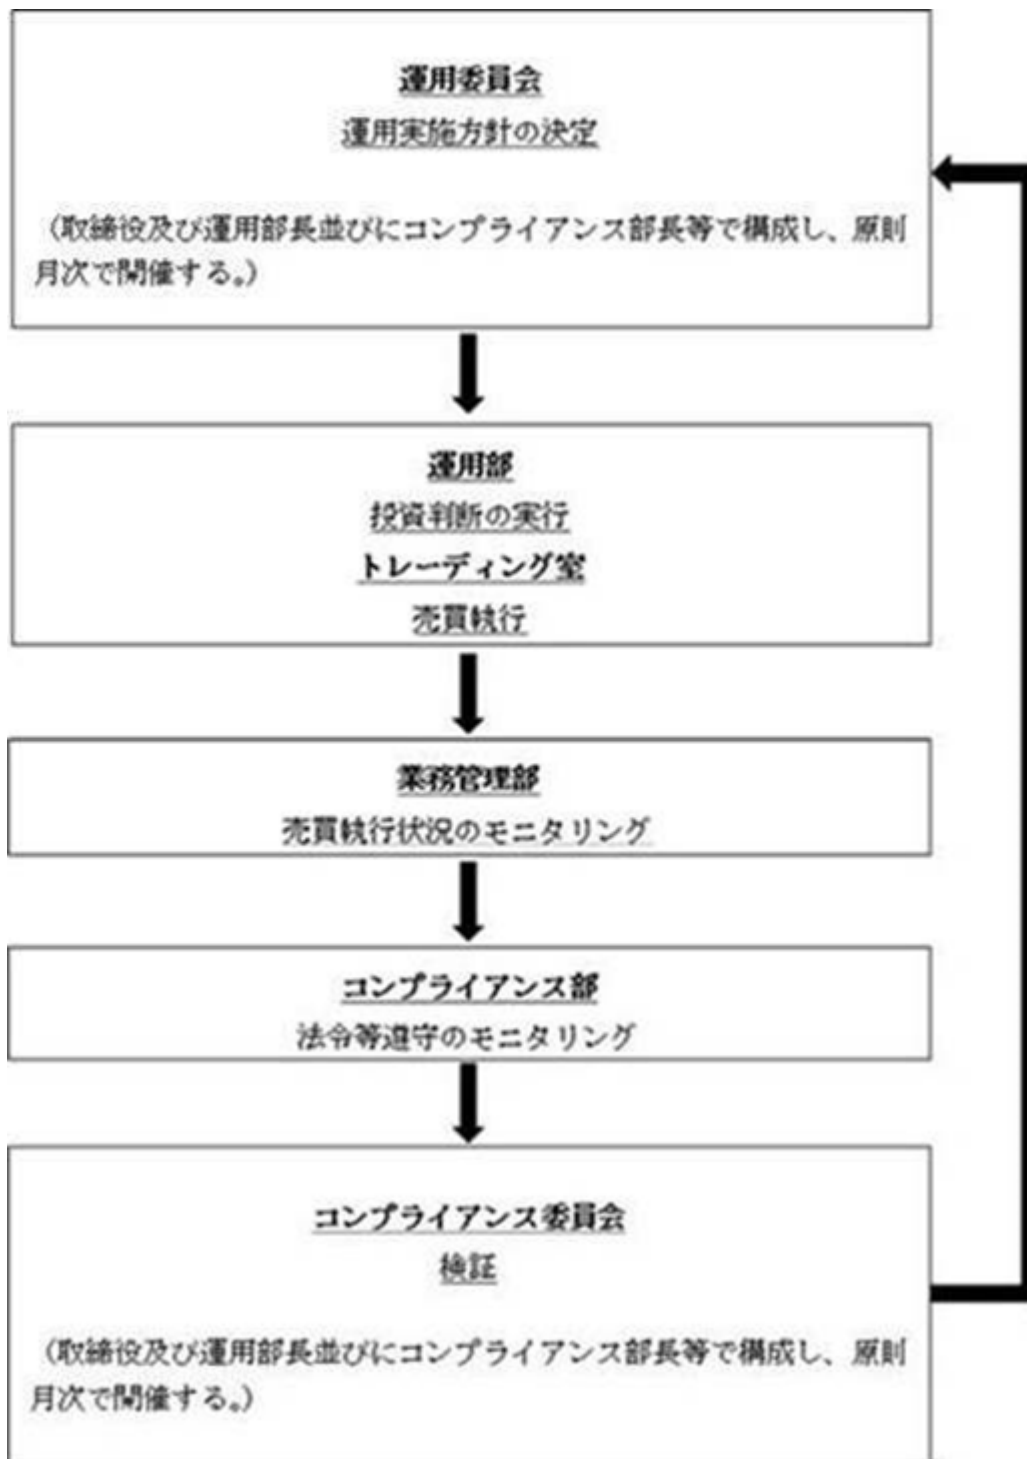 運用委員会
運用実施方針の決定
（取締役及び運用部長並びにコンプライアンス部長等で構成し、原則
月次で開催する。）
運用部
投資判断の実行
トレーディング室
売買執行
業務管理部
売買執行状況のモニタリング
コンプライアンス部
法令等遵守のモニタリング
コンプライアンス委員会
検証
（取締役及び運用部長並びにコンプライアンス部長等で構成し、原則
月次で開催する。）